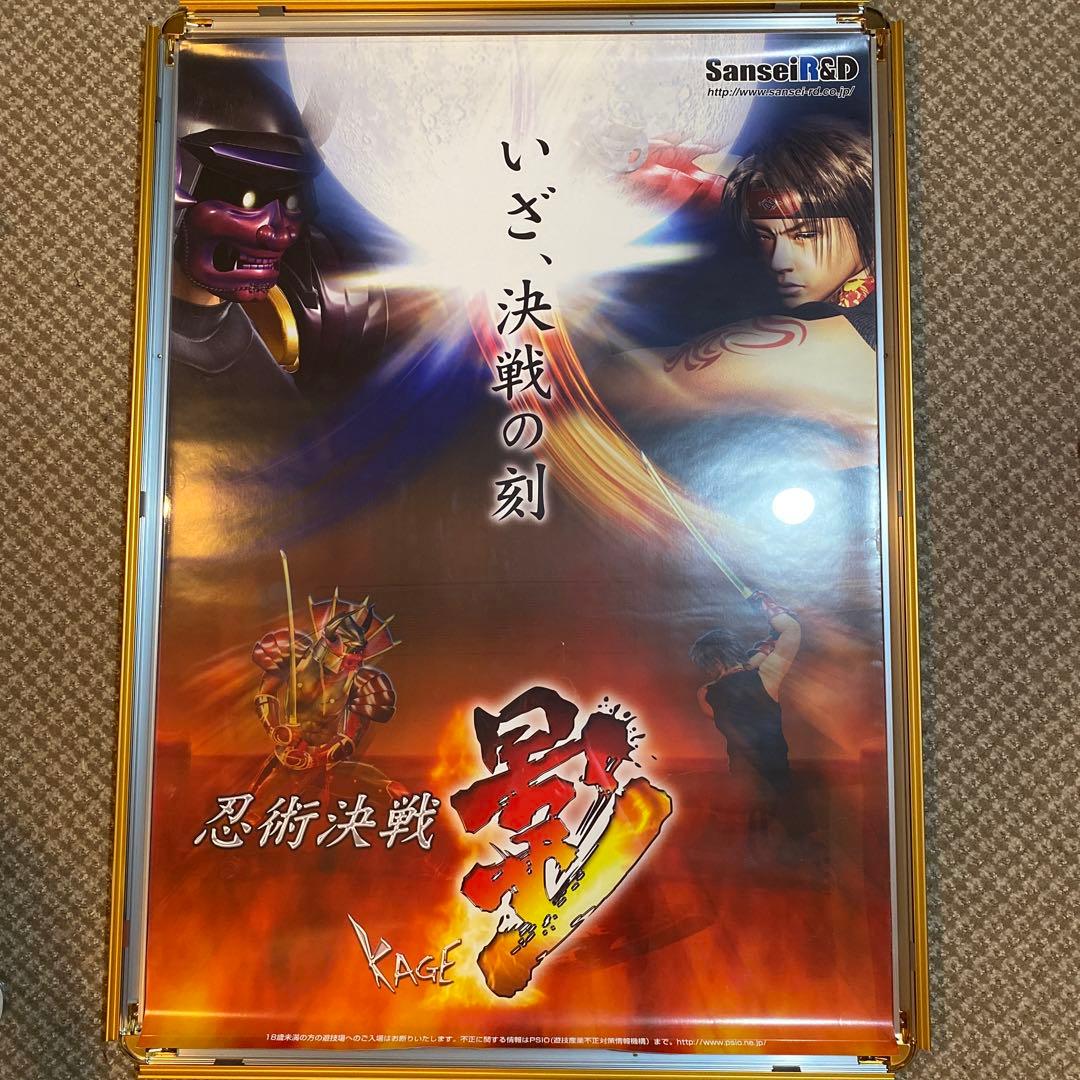 SanseiR&D
http://www.sansei-rd.co.jp/
いざ、決戦の刻
忍術決戦
影
KAGE
18歳未満の方の遊技場へのご入場はお断りいたします。不正に関する情報はPSIO(遊技産業不正対策情報機構)まで。http://www.psio.ne.jp/